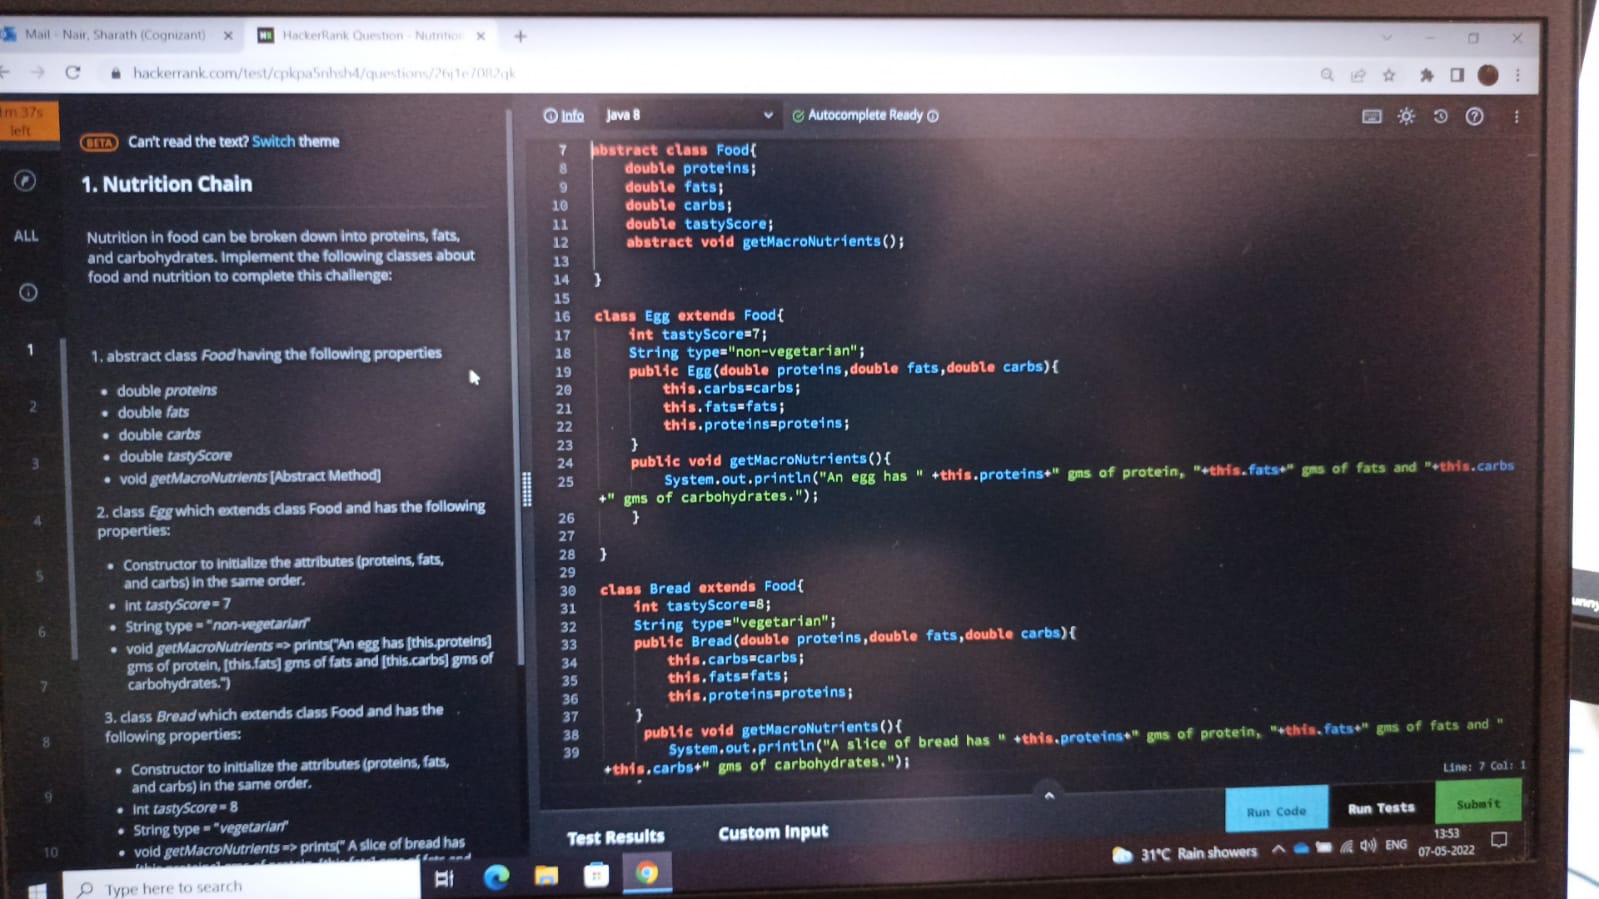 Mail - Nair, Sharath (Cognizant)
HackerRank Question - Nutrition
hackerrank.com/test/cpkpa5nhsh4/questions/26j1e7082qk
m 37s
left
BETA Can't read the text? Switch theme
1. Nutrition Chain
ALL
Nutrition in food can be broken down into proteins, fats,
and carbohydrates. Implement the following classes about
food and nutrition to complete this challenge:
1
2
3
4
5
6
7
8
9
10
1. abstract class Food having the following properties
• double proteins
• double fats
• double carbs
• double tastyScore
• void getMacroNutrients [Abstract Method]
2. class Egg which extends class Food and has the following
properties:
• Constructor to initialize the attributes (proteins, fats,
and carbs) in the same order.
• int tastyScore = 7
• String type = "non-vegetarian"
• void getMacroNutrients => prints("An egg has [this.proteins]
gms of protein, [this.fats] gms of fats and [this.carbs] gms of
carbohydrates.")
3. class Bread which extends class Food and has the
following properties:
• Constructor to initialize the attributes (proteins, fats,
and carbs) in the same order.
• int tastyScore = 8
• String type = "vegetarian"
• void getMacroNutrients => prints(" A slice of bread has
Info Java 8 Autocomplete Ready
7 abstract class Food{
8 double proteins;
9 double fats;
10 double carbs;
11 double tastyScore;
12 abstract void getMacroNutrients();
13
14 }
15
16 class Egg extends Food{
17 int tastyScore=7;
18 String type="non-vegetarian";
19 public Egg(double proteins,double fats,double carbs){
20 this.carbs=carbs;
21 this.fats=fats;
22 this.proteins=proteins;
23 }
24 public void getMacroNutrients(){
25 System.out.println("An egg has " +this.proteins+" gms of protein, "+this.fats+" gms of fats and "+this.carbs
+" gms of carbohydrates.");
26 }
27
28 }
29
30 class Bread extends Food{
31 int tastyScore=8;
32 String type="vegetarian";
33 public Bread(double proteins,double fats,double carbs){
34 this.carbs=carbs;
35 this.fats=fats;
36 this.proteins=proteins;
37 }
38 public void getMacroNutrients(){
39 System.out.println("A slice of bread has " +this.proteins+" gms of protein, "+this.fats+" gms of fats and "
+this.carbs+" gms of carbohydrates.");
Line: 7 Col: 1
Test Results Custom Input Run Code Run Tests Submit
Type here to search
31°C Rain showers ENG
13:53
07-05-2022